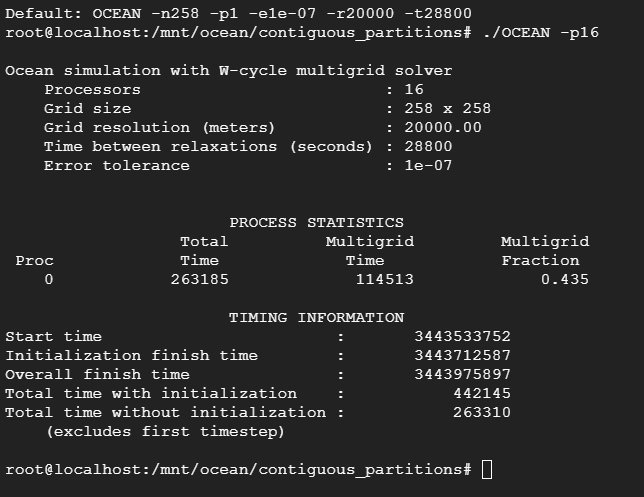 Default: OCEAN -n258 -p1 -e1e-07 -r20000 -t28800
root@localhost:/mnt/ocean/contiguous_partitions# ./OCEAN -p16
Ocean simulation with W-cycle multigrid solver
Processors : 16
Grid size : 258 x 258
Grid resolution (meters) : 20000.00
Time between relaxations (seconds) : 28800
Error tolerance : 1e-07
PROCESS STATISTICS
Total Multigrid Multigrid
Proc Time Time Fraction
0 263185 114513 0.435
TIMING INFORMATION
Start time : 3443533752
Initialization finish time : 3443712587
Overall finish time : 3443975897
Total time with initialization : 442145
Total time without initialization : 263310
(excludes first timestep)
root@localhost:/mnt/ocean/contiguous_partitions#